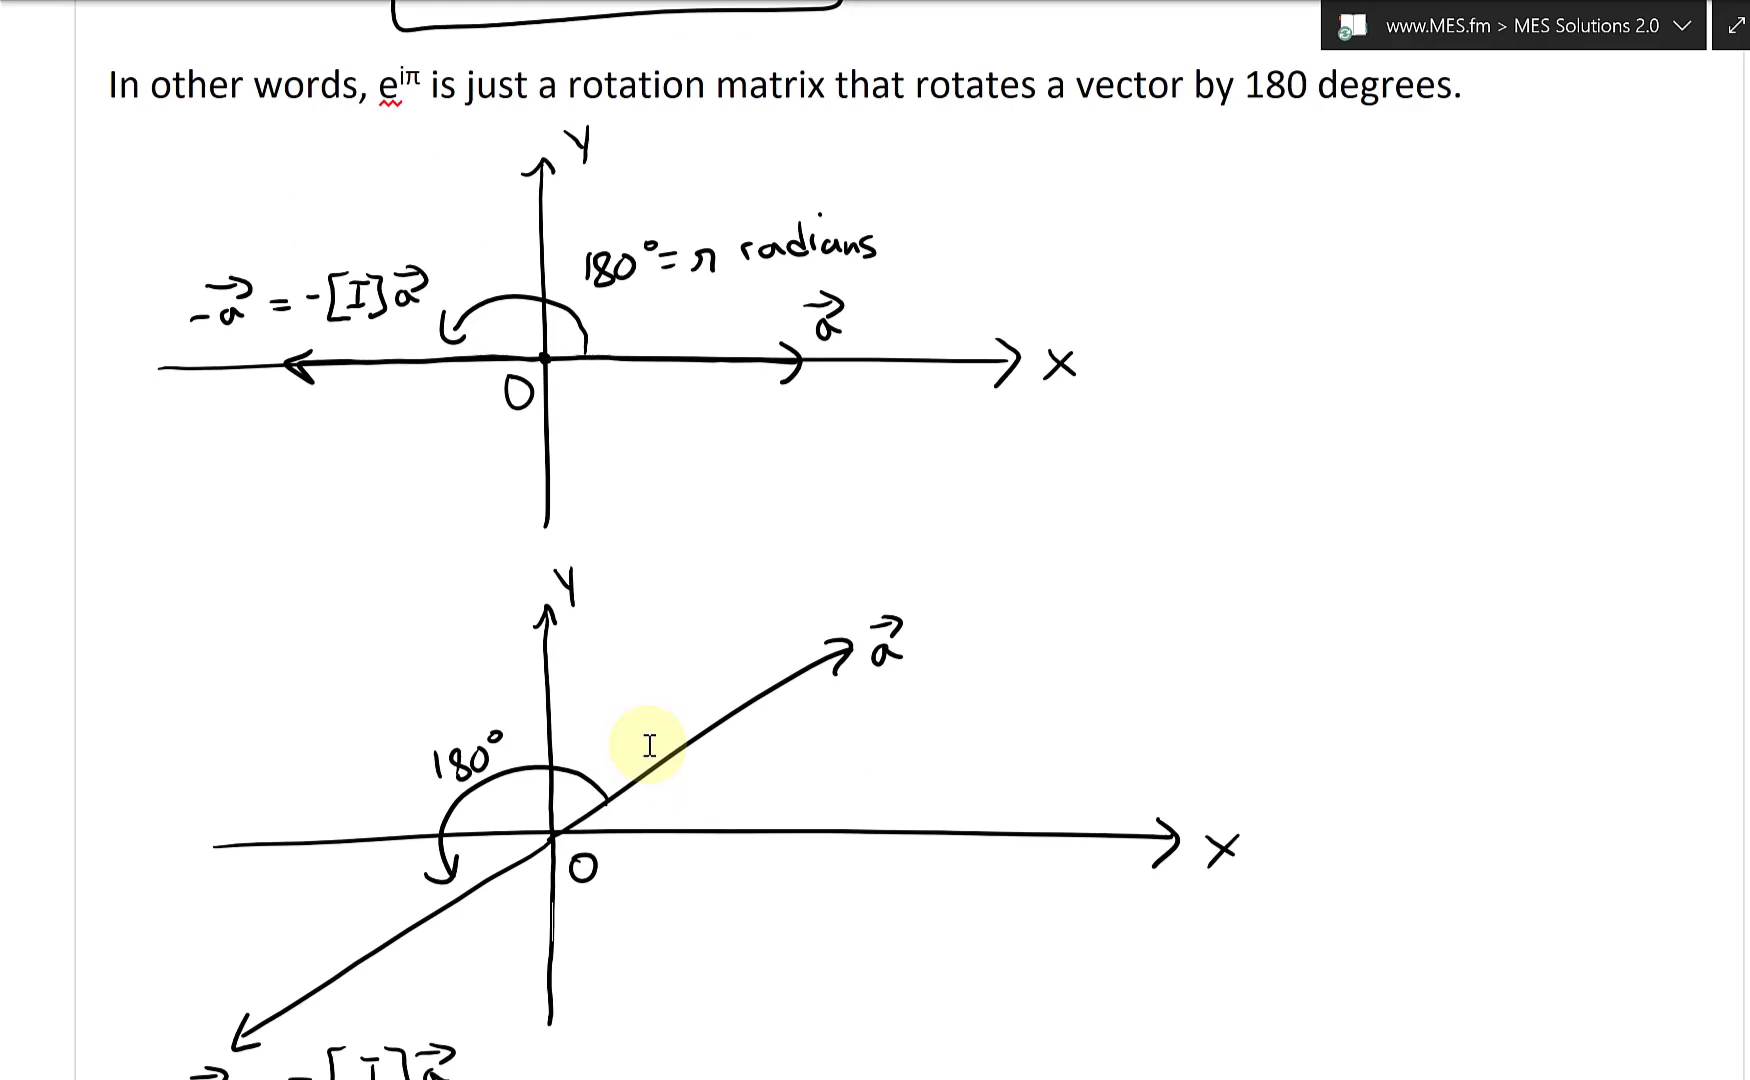 www.MES.fm > MES Solutions 2.0
In other words, e^{iπ} is just a rotation matrix that rotates a vector by 180 degrees.
Y
180° = π radians
-a⃗ = -[I]a⃗
a⃗
X
O
Y
a⃗
180°
X
O
-[I]a⃗